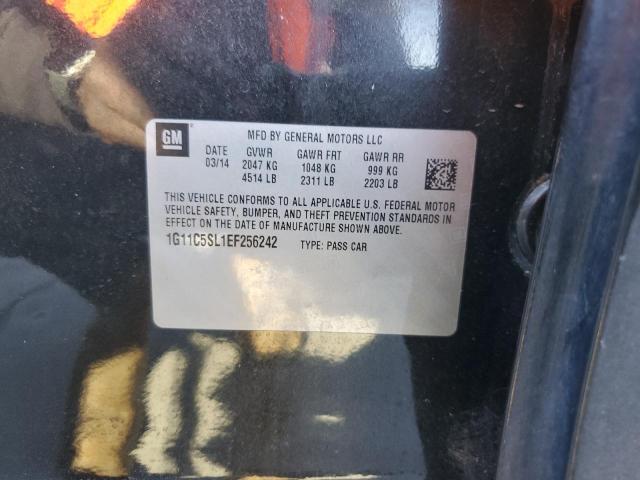 GM
MFD BY GENERAL MOTORS LLC
DATE GVWR GAWR FRT GAWR RR
03/14 2047 KG 1048 KG 999 KG
4514 LB 2311 LB 2203 LB
THIS VEHICLE CONFORMS TO ALL APPLICABLE U.S. FEDERAL MOTOR
VEHICLE SAFETY, BUMPER, AND THEFT PREVENTION STANDARDS IN
EFFECT ON THE DATE OF MANUFACTURE SHOWN ABOVE.
1G11C5SL1EF256242 TYPE: PASS CAR